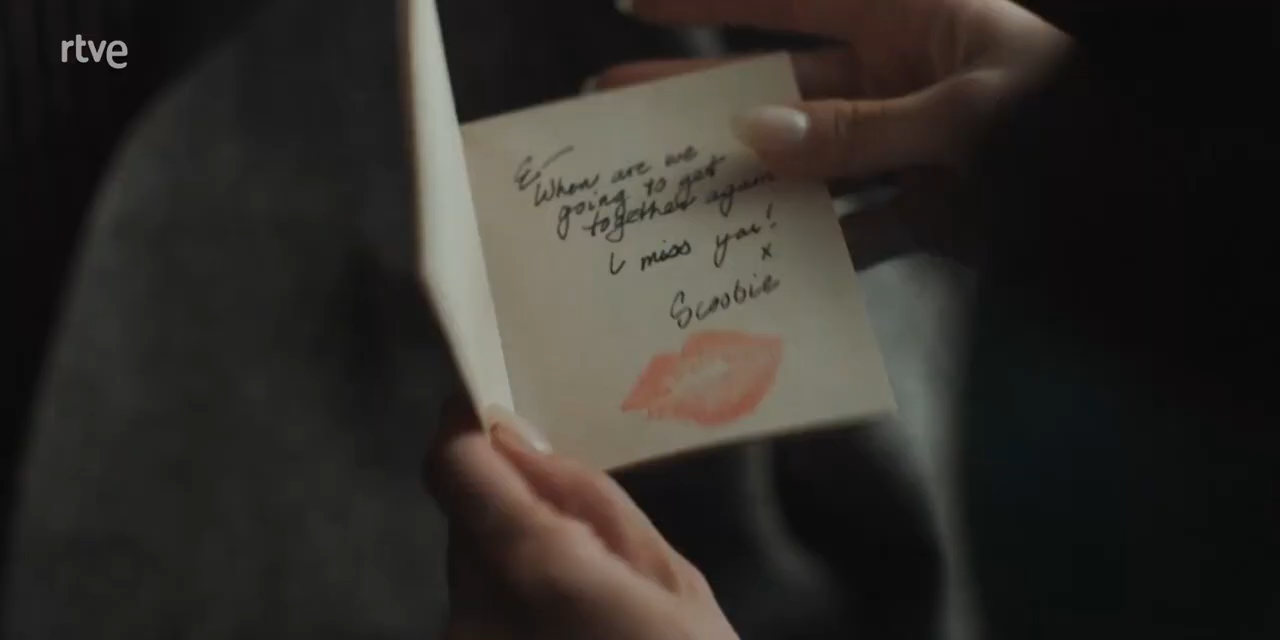 rtve
E—
When are we
going to get
together again
I miss you!
x
Scoobie